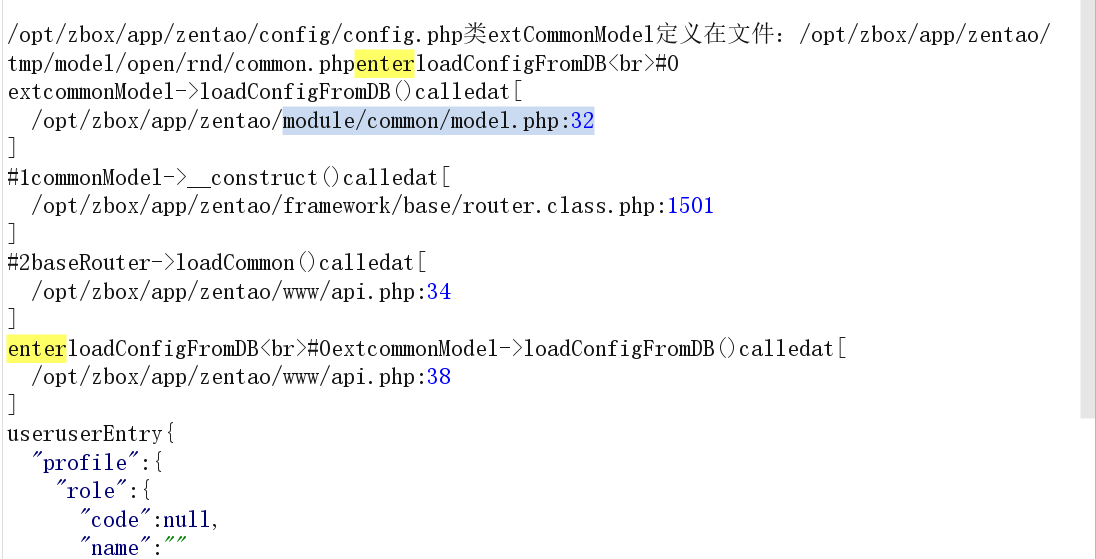 /opt/zbox/app/zentao/config/config.php类extCommonModel定义在文件：/opt/zbox/app/zentao/
tmp/model/open/rnd/common.phpenterloadConfigFromDB<br>#0
extcommonModel->loadConfigFromDB()calledat[
  /opt/zbox/app/zentao/module/common/model.php:32
]
#1commonModel->__construct()calledat[
  /opt/zbox/app/zentao/framework/base/router.class.php:1501
]
#2baseRouter->loadCommon()calledat[
  /opt/zbox/app/zentao/www/api.php:34
]
enterloadConfigFromDB<br>#0extcommonModel->loadConfigFromDB()calledat[
  /opt/zbox/app/zentao/www/api.php:38
]
useruserEntry{
  "profile":{
    "role":{
      "code":null,
      "name":""